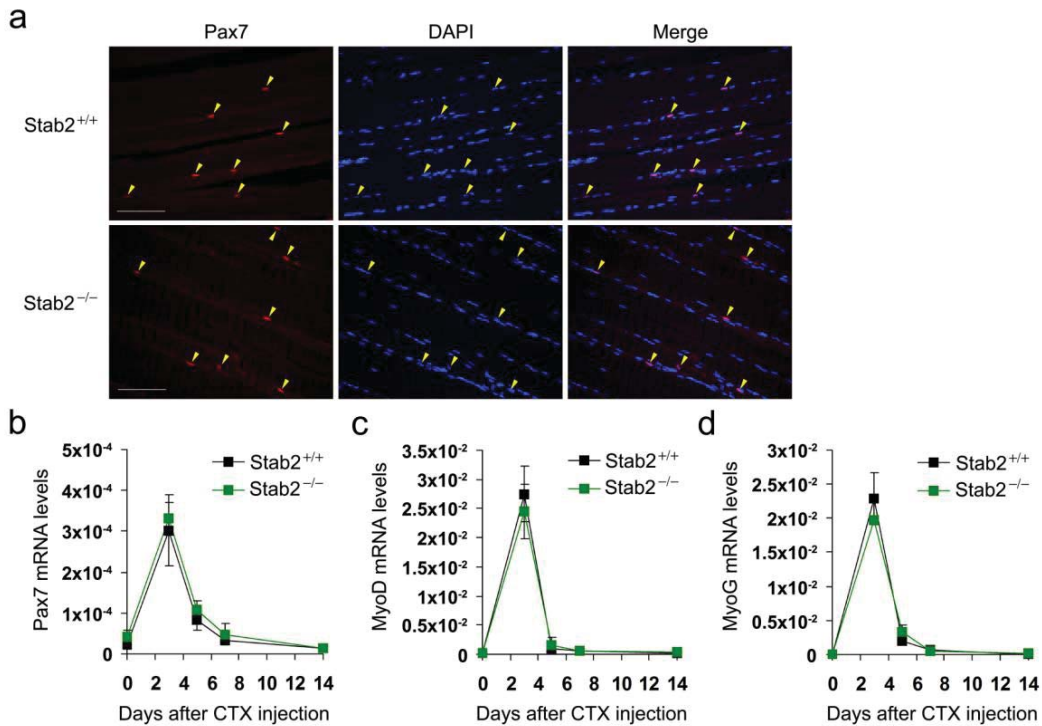 a
Pax7 DAPI Merge
Stab2+/+
Stab2−/−
b
5x10-4
4x10-4
3x10-4
2x10-4
1x10-4
0
Pax7 mRNA levels
Stab2+/+
Stab2−/−
0 2 4 6 8 10 12 14
Days after CTX injection
c
3.5x10-2
3x10-2
2.5x10-2
2x10-2
1.5x10-2
1x10-2
0.5x10-2
0
MyoD mRNA levels
Stab2+/+
Stab2−/−
0 2 4 6 8 10 12 14
Days after CTX injection
d
3x10-2
2.5x10-2
2x10-2
1.5x10-2
1x10-2
0.5x10-2
0
MyoG mRNA levels
Stab2+/+
Stab2−/−
0 2 4 6 8 10 12 14
Days after CTX injection